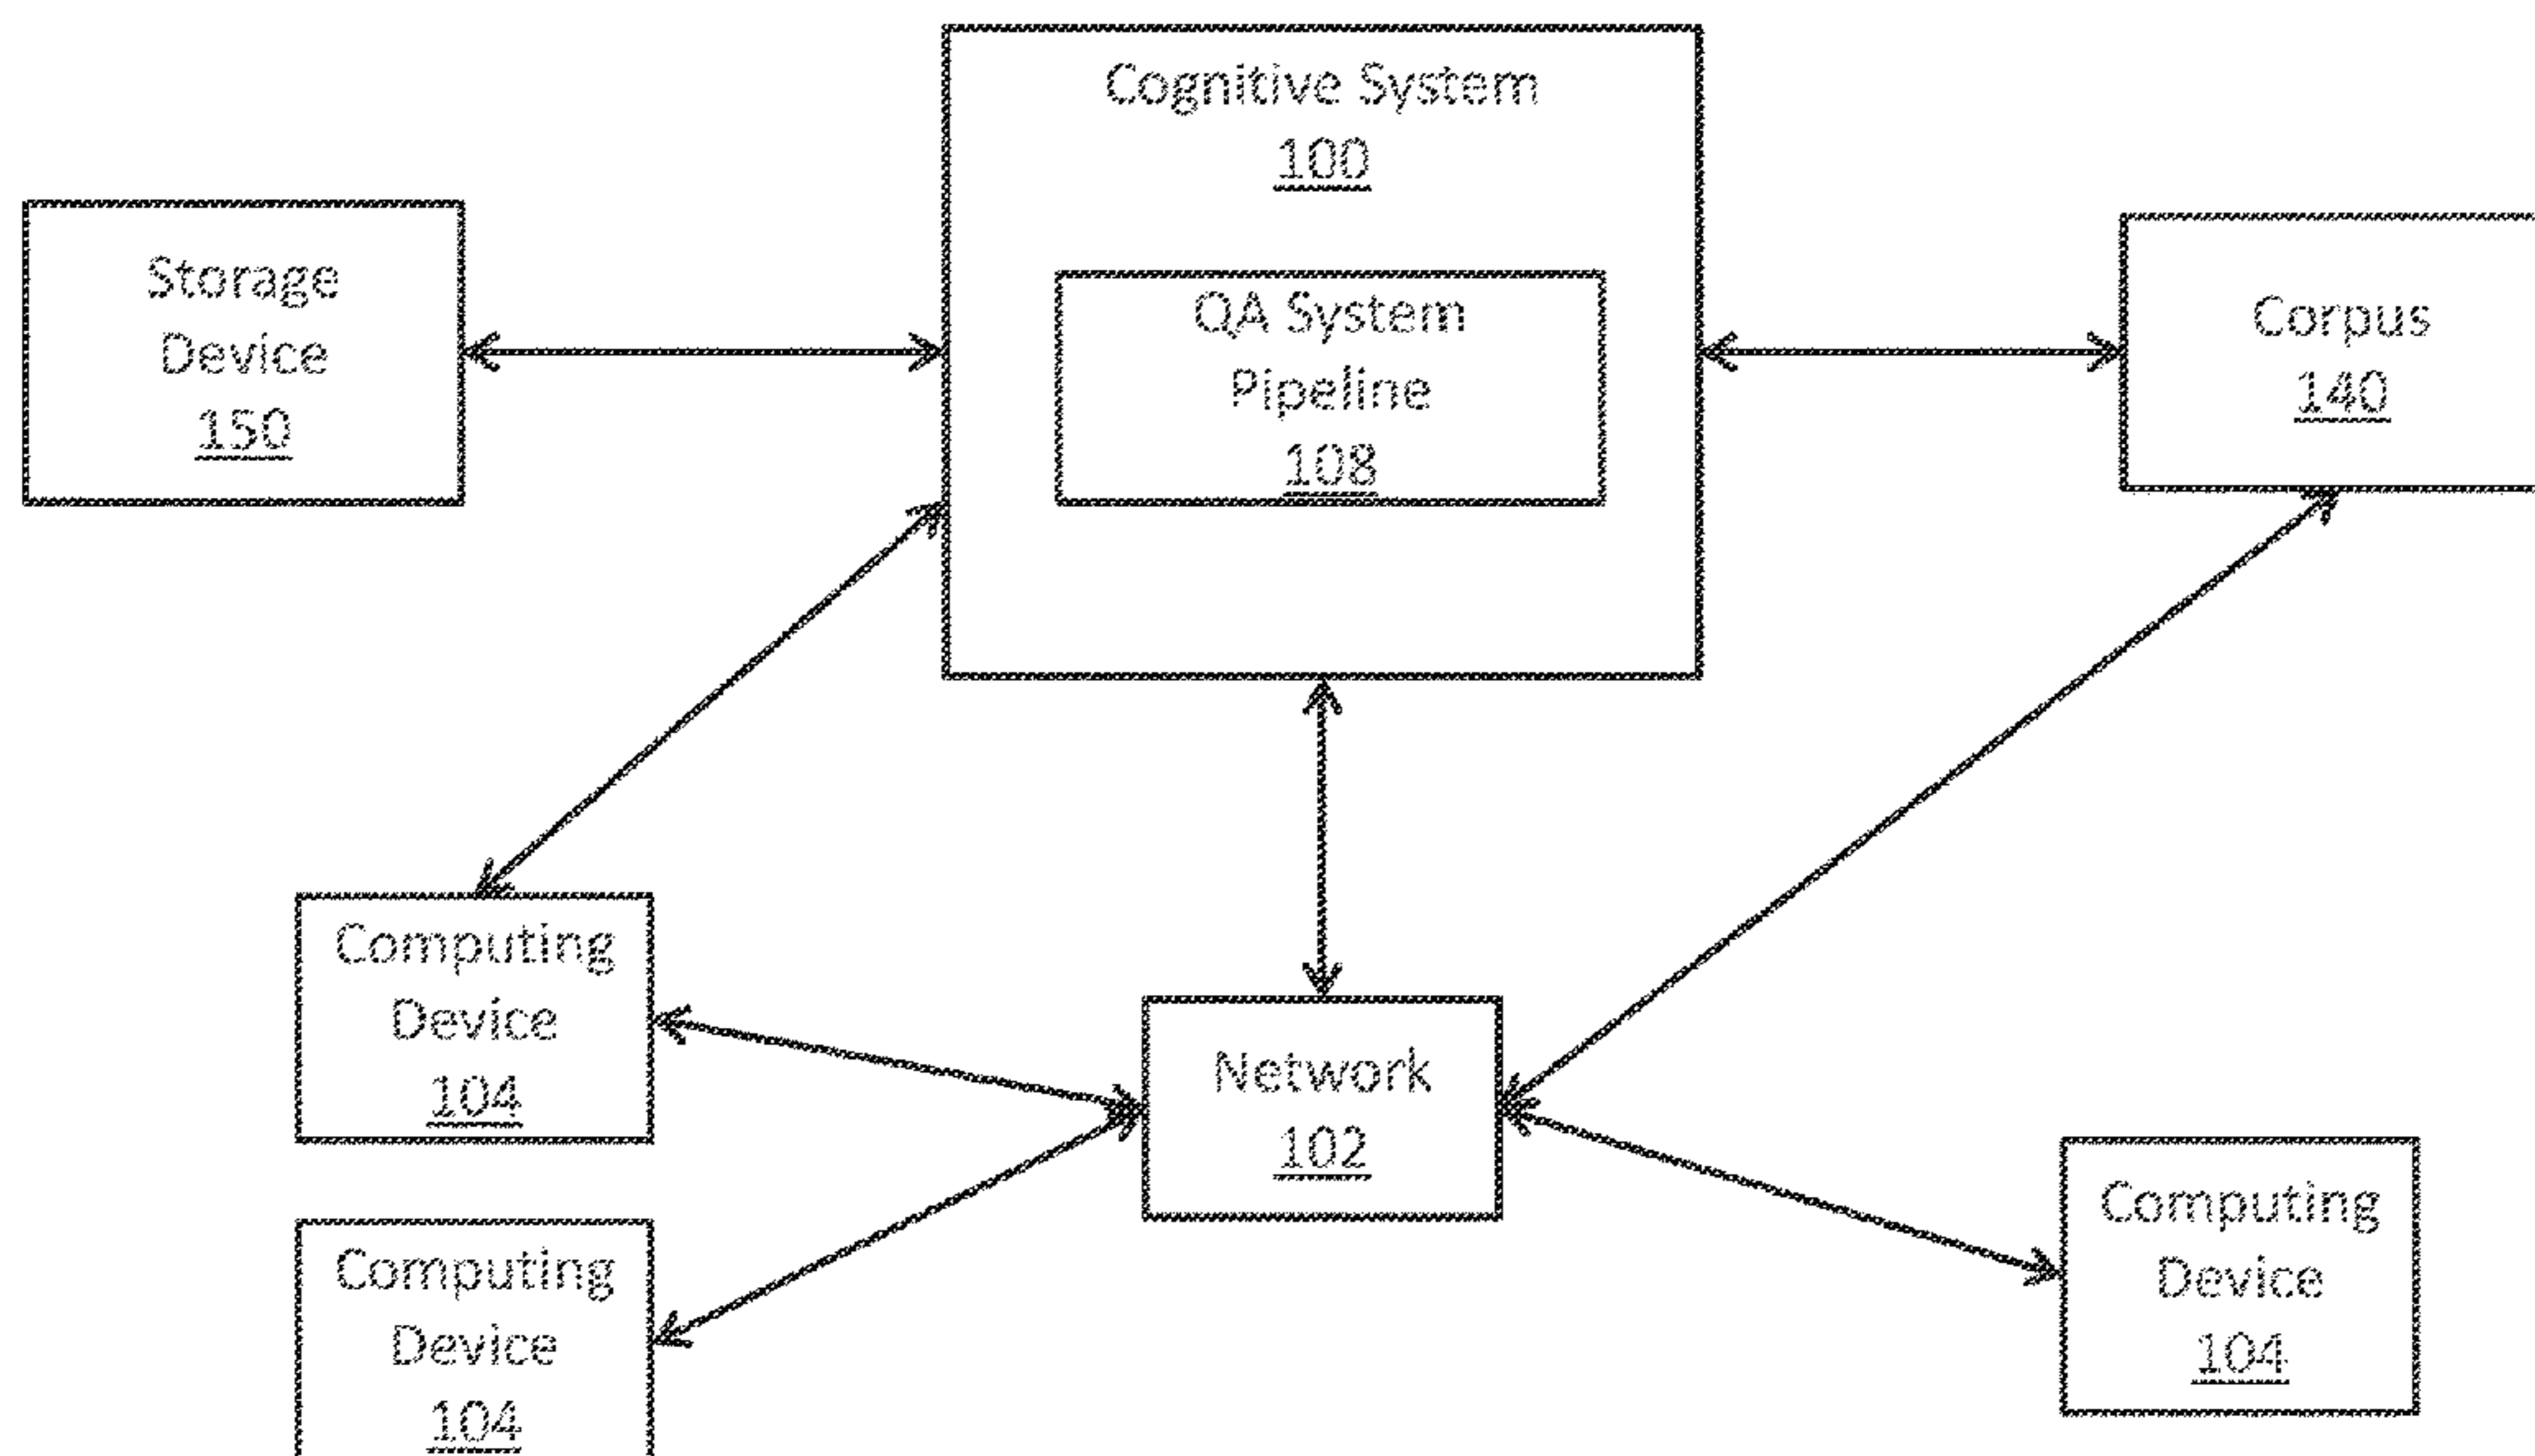 Cognitive System
100
Storage
Device
150
QA System
Pipeline
108
Corpus
140
Computing
Device
104
Network
102
Computing
Device
104
Computing
Device
104